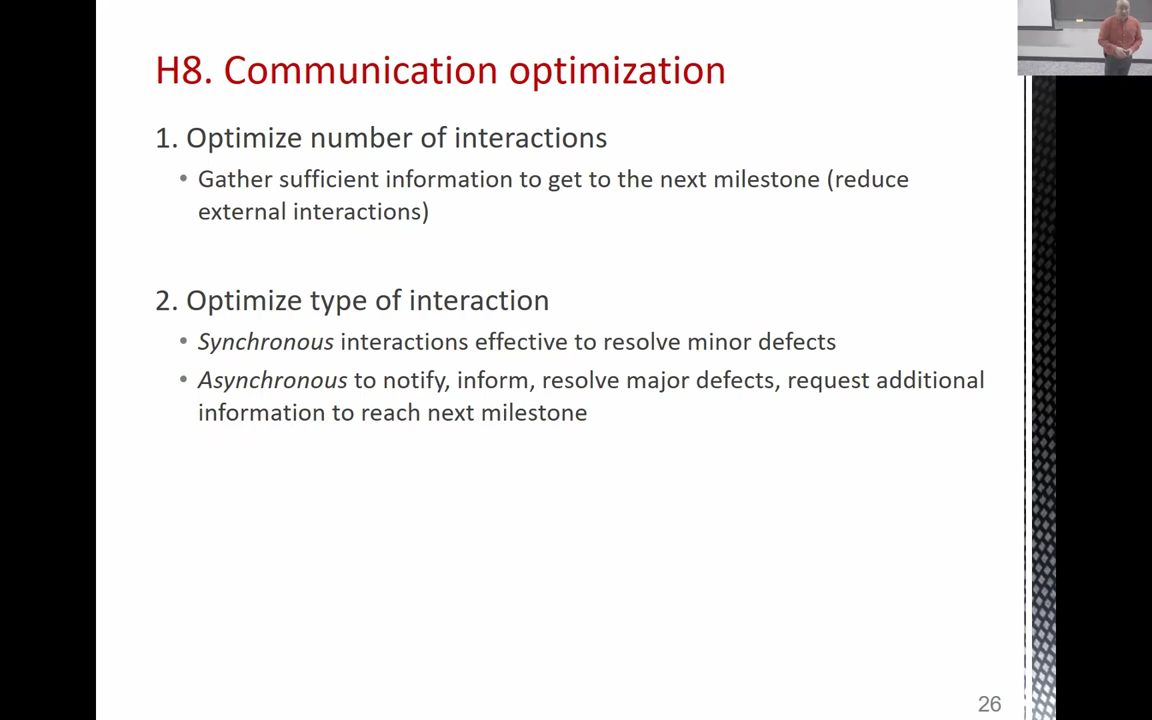 H8. Communication optimization
1. Optimize number of interactions
• Gather sufficient information to get to the next milestone (reduce
external interactions)
2. Optimize type of interaction
• Synchronous interactions effective to resolve minor defects
• Asynchronous to notify, inform, resolve major defects, request additional
information to reach next milestone
26